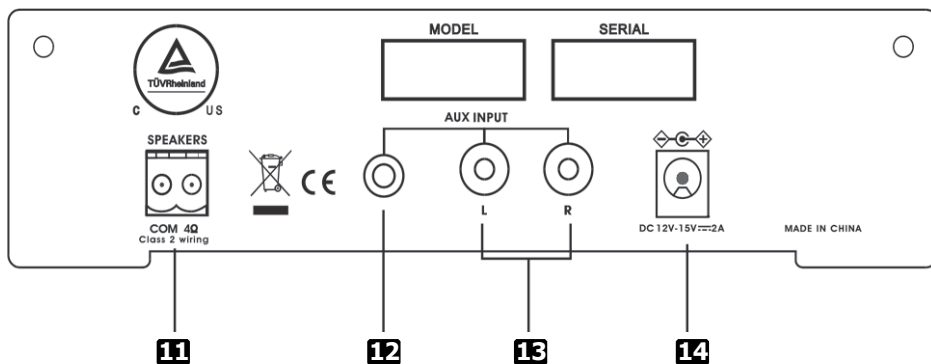 MODEL
SERIAL
TÜVRheinland
C US
AUX INPUT
SPEAKERS
CE
COM 4Ω
Class 2 wiring
L
R
DC 12V-15V⎓2A
MADE IN CHINA
11
12
13
14